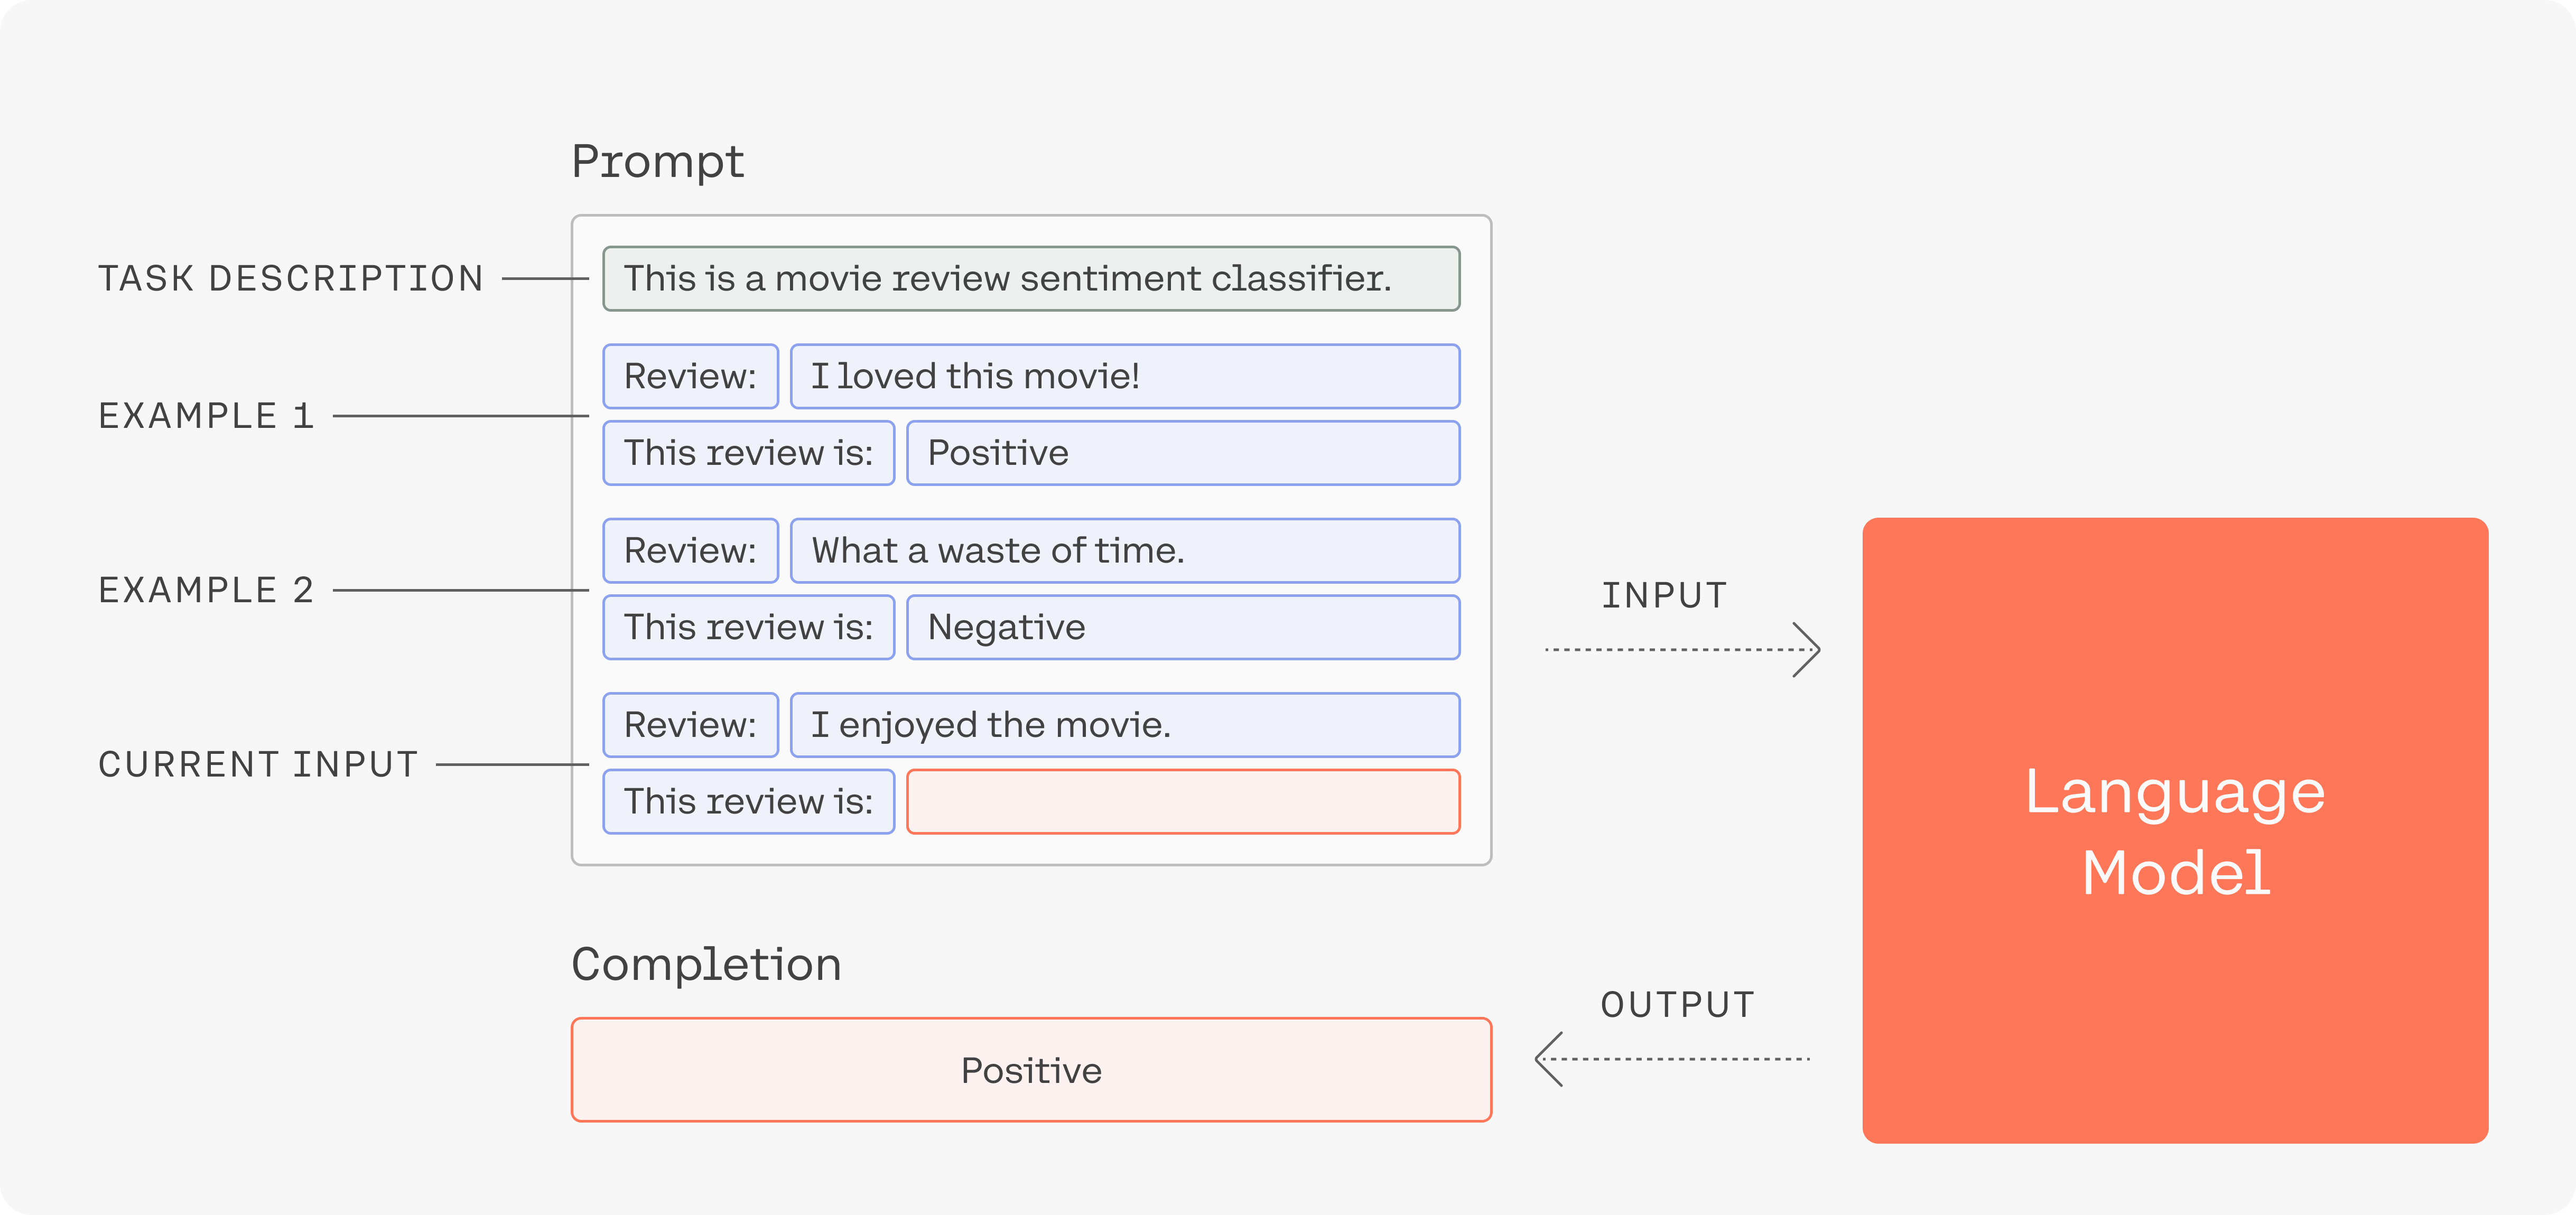 Prompt
TASK DESCRIPTION
This is a movie review sentiment classifier.
EXAMPLE 1
Review: I loved this movie!
This review is: Positive
EXAMPLE 2
Review: What a waste of time.
This review is: Negative
CURRENT INPUT
Review: I enjoyed the movie.
This review is:
INPUT
Language
Model
OUTPUT
Completion
Positive